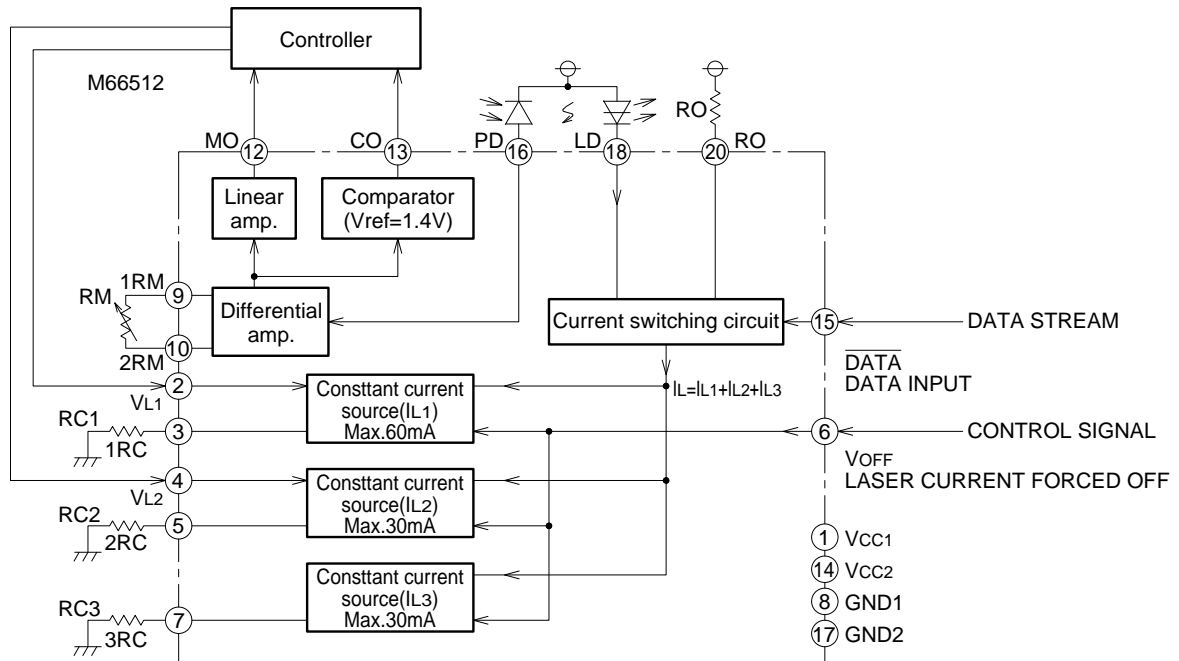 Controller
M66512
RO
MO
CO
PD
LD
RO
12
13
16
18
20
Linear
amp.
Comparator
(Vref=1.4V)
1RM
9
RM
10
2RM
Differential
amp.
Current switching circuit
15
DATA STREAM
DATA
DATA INPUT
2
VL1
Consttant current
source(IL1)
Max.60mA
IL=IL1+IL2+IL3
RC1
3
1RC
6
CONTROL SIGNAL
VOFF
LASER CURRENT FORCED OFF
4
VL2
Consttant current
source(IL2)
Max.30mA
RC2
5
2RC
1 VCC1
14 VCC2
8 GND1
17 GND2
Consttant current
source(IL3)
Max.30mA
RC3
7
3RC